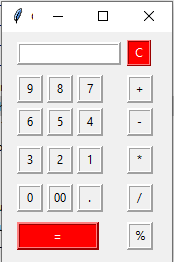 C
9 8 7 +
6 5 4 -
3 2 1 *
0 00 . /
= %